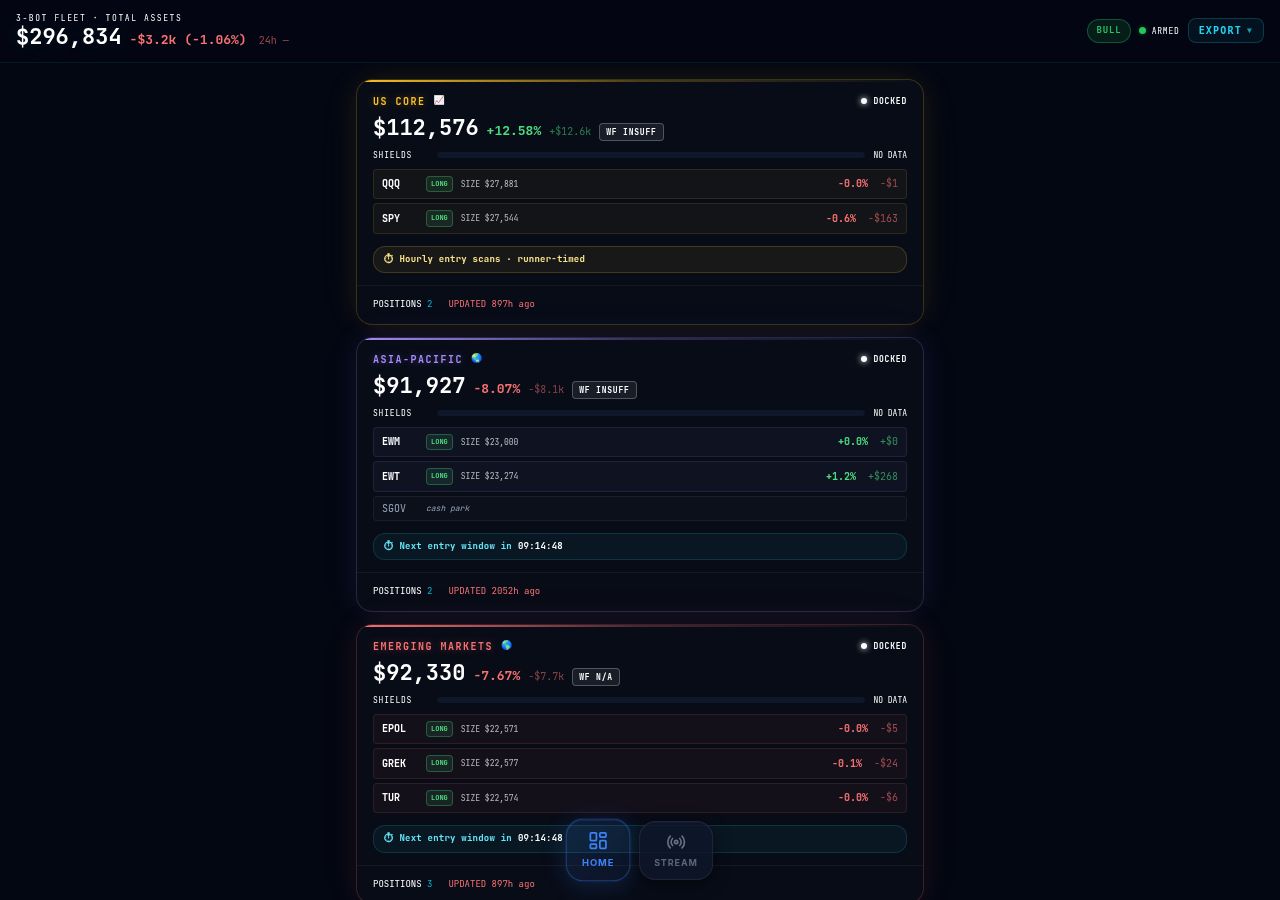 3-BOT FLEET · TOTAL ASSETS
$296,834 -$3.2k (-1.06%) 24h —
BULL ARMED EXPORT ▼
US CORE DOCKED
$112,576 +12.58% +$12.6k WF INSUFF
SHIELDS NO DATA
QQQ LONG SIZE $27,881 -0.0% -$1
SPY LONG SIZE $27,544 -0.6% -$163
Hourly entry scans · runner-timed
POSITIONS 2 UPDATED 897h ago
ASIA-PACIFIC DOCKED
$91,927 -8.07% -$8.1k WF INSUFF
SHIELDS NO DATA
EWM LONG SIZE $23,000 +0.0% +$0
EWT LONG SIZE $23,274 +1.2% +$268
SGOV cash park
Next entry window in 09:14:48
POSITIONS 2 UPDATED 2052h ago
EMERGING MARKETS DOCKED
$92,330 -7.67% -$7.7k WF N/A
SHIELDS NO DATA
EPOL LONG SIZE $22,571 -0.0% -$5
GREK LONG SIZE $22,577 -0.1% -$24
TUR LONG SIZE $22,574 -0.0% -$6
Next entry window in 09:14:48
HOME STREAM
POSITIONS 3 UPDATED 897h ago